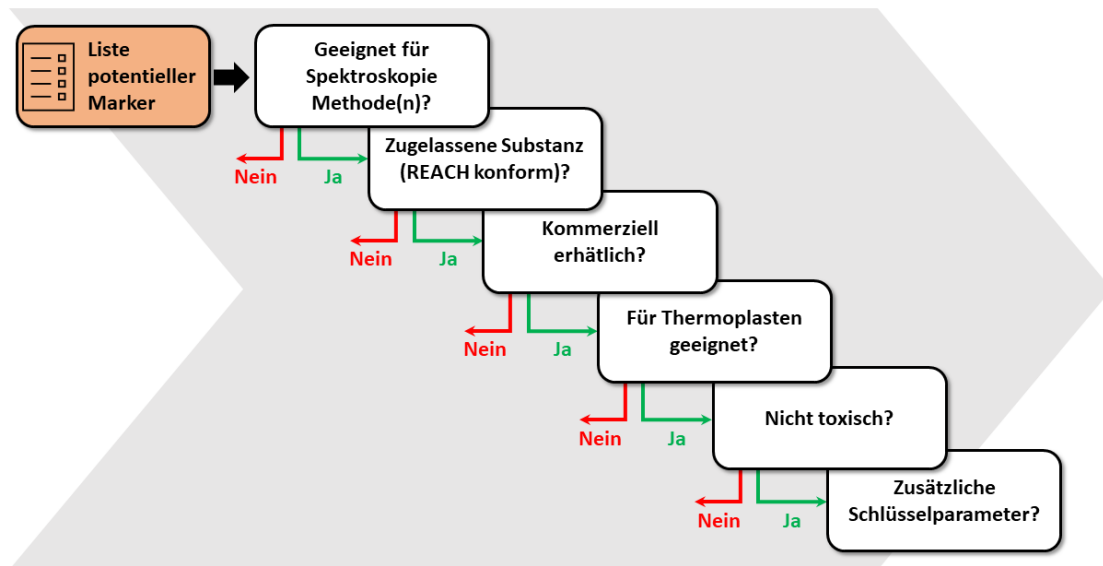 Liste
potentieller
Marker
Geeignet für
Spektroskopie
Methode(n)?
Nein
Ja
Zugelassene Substanz
(REACH konform)?
Nein
Ja
Kommerziell
erhätlich?
Nein
Ja
Für Thermoplasten
geeignet?
Nein
Ja
Nicht toxisch?
Nein
Ja
Zusätzliche
Schlüsselparameter?